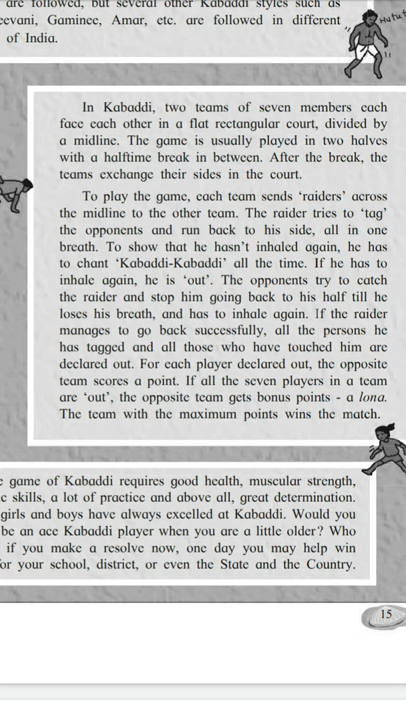 are followed, but several other Kabaddi styles such as
eevani, Gaminee, Amar, etc. are followed in different
of India.
Hu tu t
In Kabaddi, two teams of seven members each
face each other in a flat rectangular court, divided by
a midline. The game is usually played in two halves
with a halftime break in between. After the break, the
teams exchange their sides in the court.
To play the game, each team sends ‘raiders’ across
the midline to the other team. The raider tries to ‘tag’
the opponents and run back to his side, all in one
breath. To show that he hasn’t inhaled again, he has
to chant ‘Kabaddi-Kabaddi’ all the time. If he has to
inhale again, he is ‘out’. The opponents try to catch
the raider and stop him going back to his half till he
loses his breath, and has to inhale again. If the raider
manages to go back successfully, all the persons he
has tagged and all those who have touched him are
declared out. For each player declared out, the opposite
team scores a point. If all the seven players in a team
are ‘out’, the opposite team gets bonus points - a lona.
The team with the maximum points wins the match.
e game of Kabaddi requires good health, muscular strength,
c skills, a lot of practice and above all, great determination.
girls and boys have always excelled at Kabaddi. Would you
be an ace Kabaddi player when you are a little older? Who
if you make a resolve now, one day you may help win
for your school, district, or even the State and the Country.
15